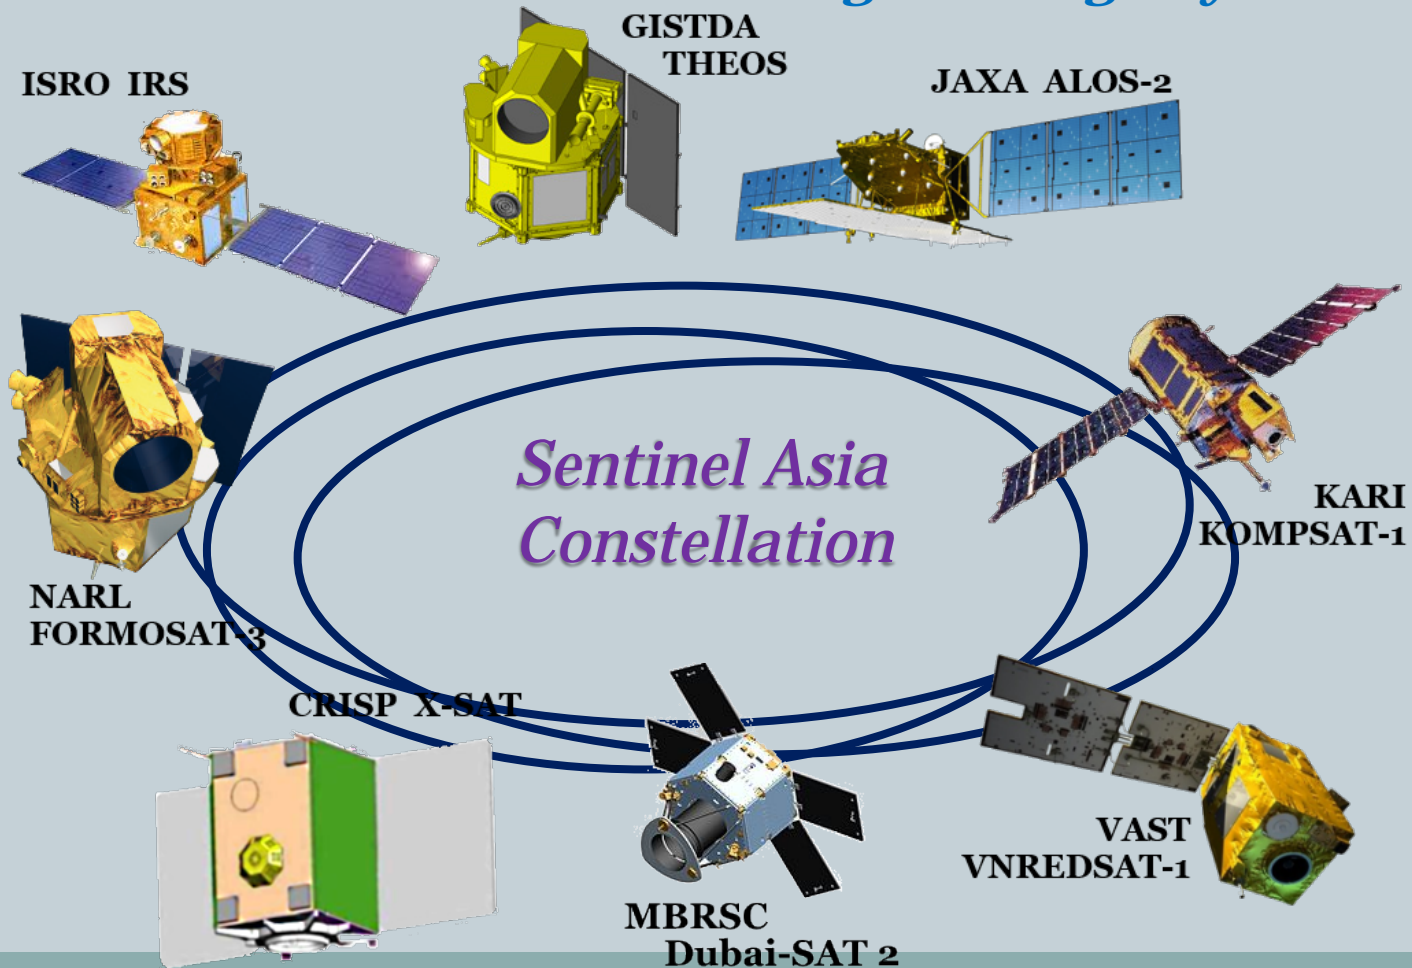 GISTDA
THEOS
ISRO IRS
JAXA ALOS-2
Sentinel Asia
Constellation
KARI
KOMPSAT-1
NARL
FORMOSAT-3
CRISP X-SAT
VAST
VNREDSAT-1
MBRSC
Dubai-SAT 2